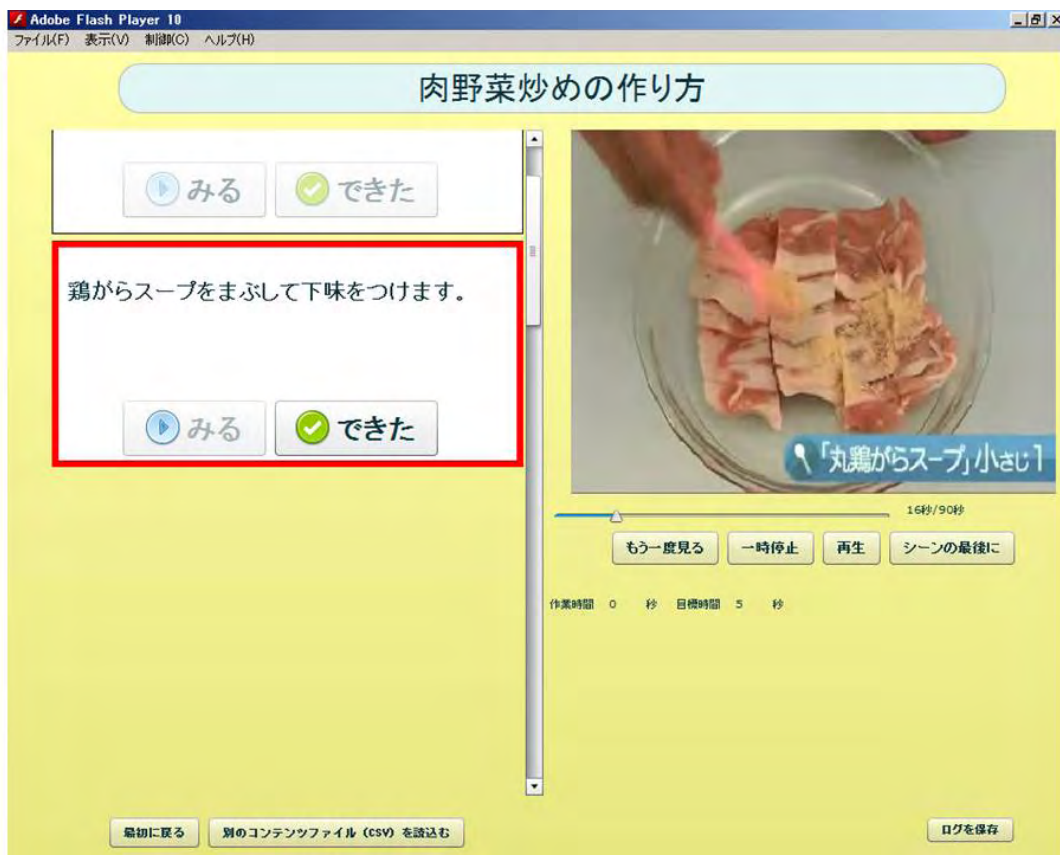 Adobe Flash Player 10
ファイル(F) 表示(V) 制御(C) ヘルプ(H)
肉野菜炒めの作り方
みる できた
鶏がらスープをまぶして下味をつけます。
みる できた
「丸鶏がらスープ」小さじ1
16秒/90秒
もう一度見る 一時停止 再生 シーンの最後に
作業時間 0 秒 目標時間 5 秒
最初に戻る 別のコンテンツファイル (CSV) を読込む ログを保存